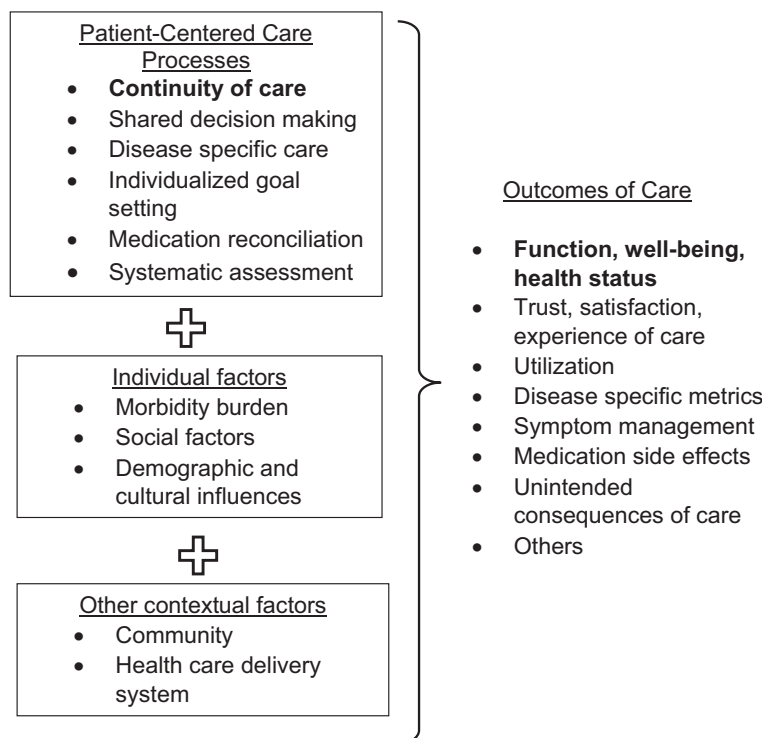 Patient-Centered Care
Processes
• Continuity of care
• Shared decision making
• Disease specific care
• Individualized goal
setting
• Medication reconciliation
• Systematic assessment
Individual factors
• Morbidity burden
• Social factors
• Demographic and
cultural influences
Other contextual factors
• Community
• Health care delivery
system
Outcomes of Care
• Function, well-being,
health status
• Trust, satisfaction,
experience of care
• Utilization
• Disease specific metrics
• Symptom management
• Medication side effects
• Unintended
consequences of care
• Others